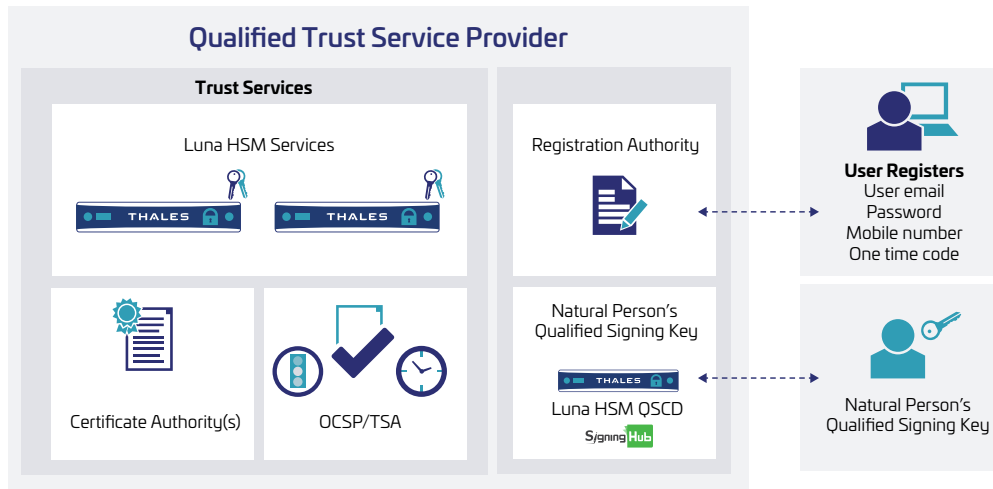 Qualified Trust Service Provider
Trust Services
Luna HSM Services
THALES
THALES
Certificate Authority(s)
OCSP/TSA
Registration Authority
Natural Person's
Qualified Signing Key
THALES
Luna HSM QSCD
SigningHub
User Registers
User email
Password
Mobile number
One time code
Natural Person's
Qualified Signing Key